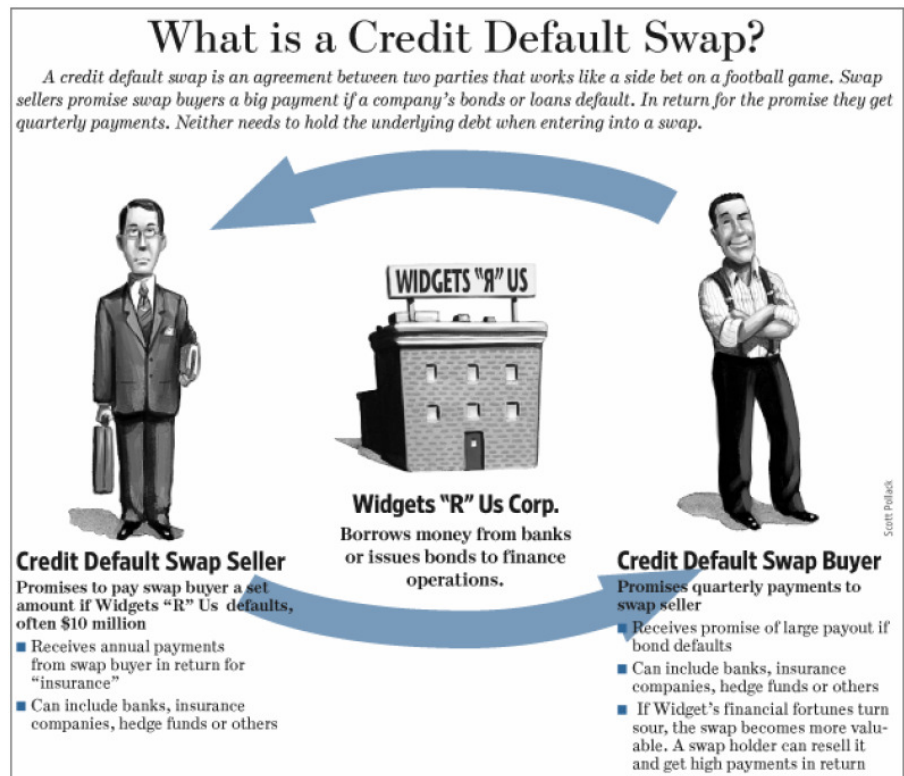 What is a Credit Default Swap?
A credit default swap is an agreement between two parties that works like a side bet on a football game. Swap
sellers promise swap buyers a big payment if a company's bonds or loans default. In return for the promise they get
quarterly payments. Neither needs to hold the underlying debt when entering into a swap.
WIDGETS "Я" US
Scott Pollack
Widgets "R" Us Corp.
Borrows money from banks
or issues bonds to finance
operations.
Credit Default Swap Seller
Promises to pay swap buyer a set
amount if Widgets "R" Us defaults,
often $10 million
■ Receives annual payments
from swap buyer in return for
"insurance"
■ Can include banks, insurance
companies, hedge funds or others
Credit Default Swap Buyer
Promises quarterly payments to
swap seller
■ Receives promise of large payout if
bond defaults
■ Can include banks, insurance
companies, hedge funds or others
■ If Widget's financial fortunes turn
sour, the swap becomes more valu-
able. A swap holder can resell it
and get high payments in return